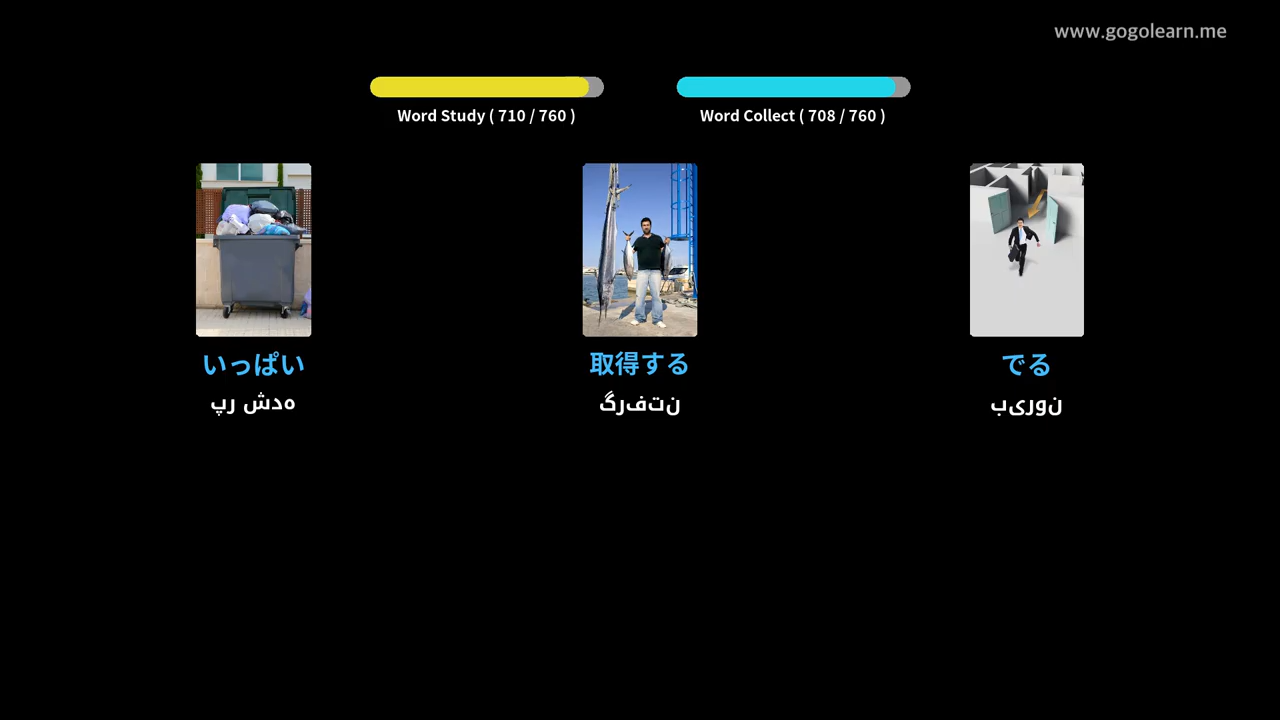 www.gogolearn.me
Word Study ( 710 / 760 )
Word Collect ( 708 / 760 )
いっぱい
取得する
でる
پر شده
گرفتن
بیرون